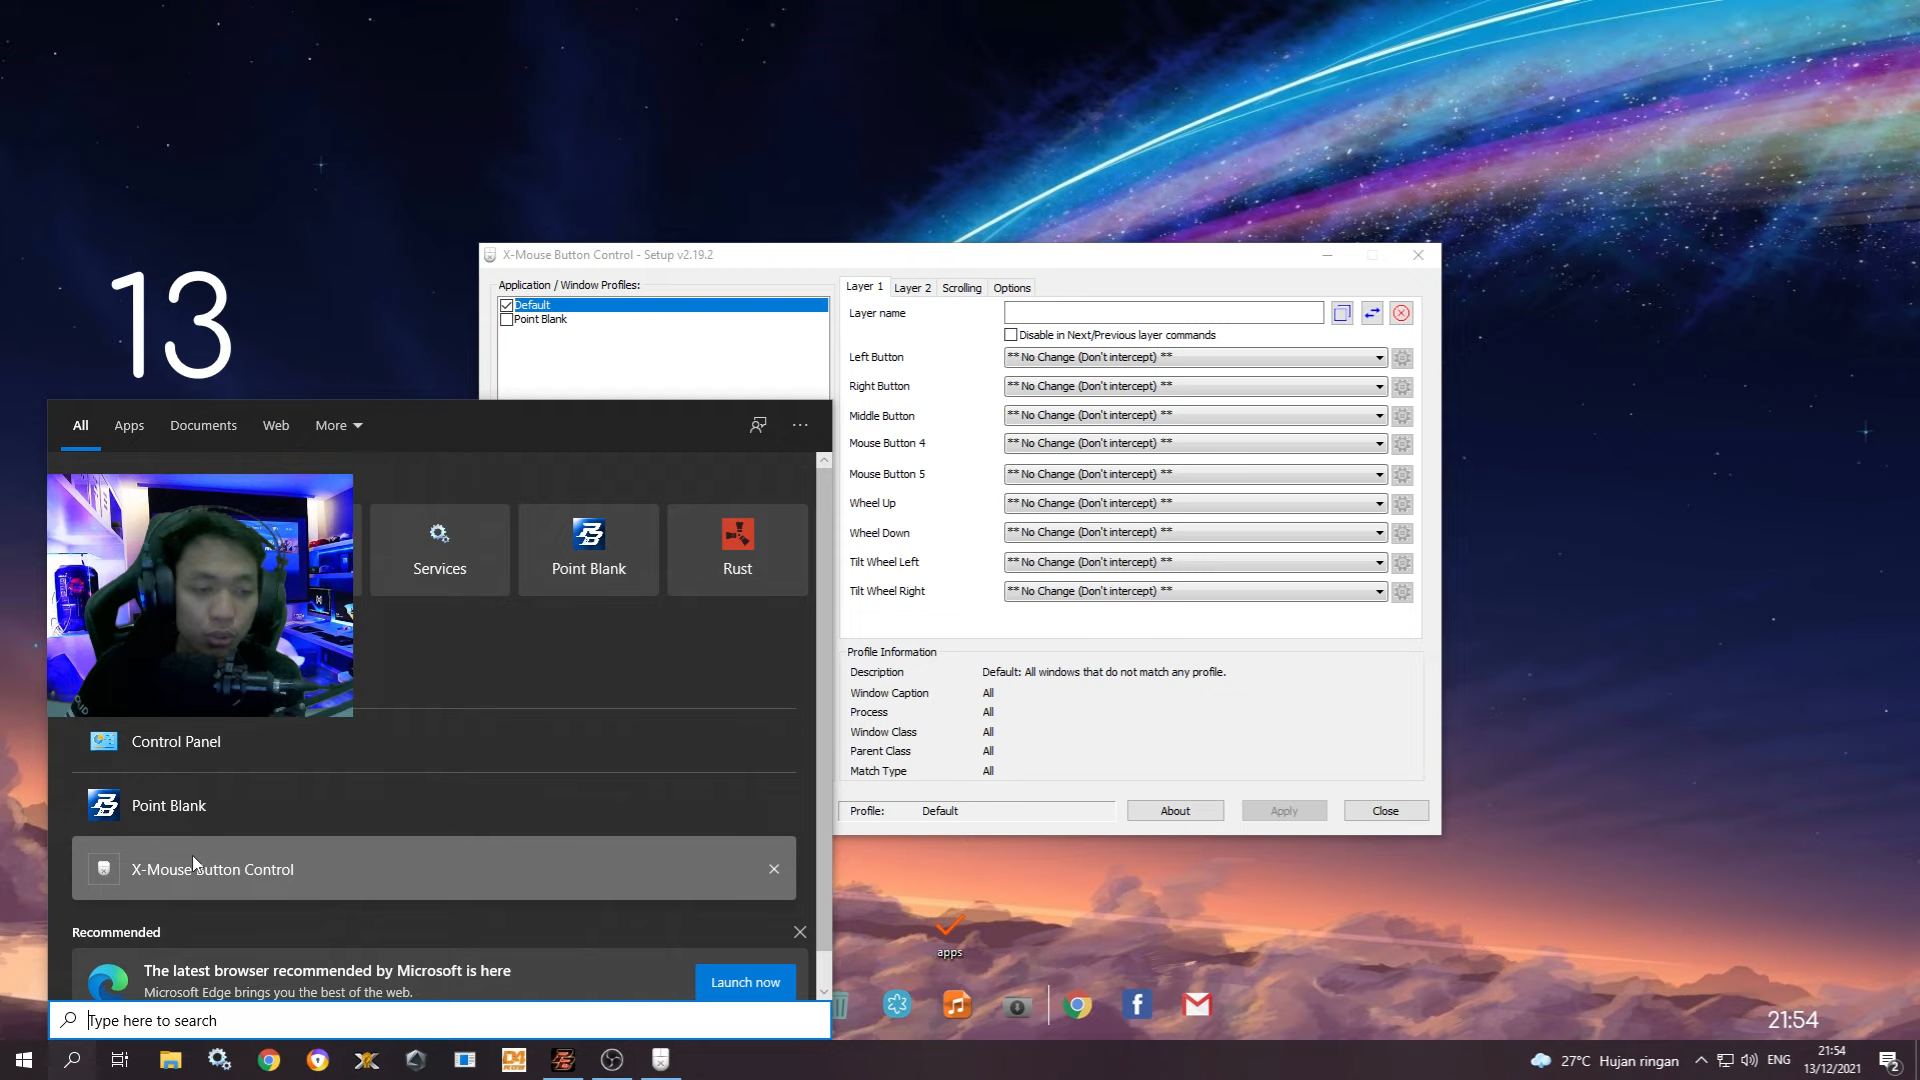 13
X-Mouse Button Control - Setup v2.19.2
Application / Window Profiles:
Default
Point Blank
Layer 1
Layer 2
Scrolling
Options
Layer name
Disable in Next/Previous layer commands
Left Button
** No Change (Don't intercept) **
Right Button
** No Change (Don't intercept) **
Middle Button
** No Change (Don't intercept) **
Mouse Button 4
** No Change (Don't intercept) **
Mouse Button 5
** No Change (Don't intercept) **
Wheel Up
** No Change (Don't intercept) **
Wheel Down
** No Change (Don't intercept) **
Tilt Wheel Left
** No Change (Don't intercept) **
Tilt Wheel Right
** No Change (Don't intercept) **
Profile Information
Description Default: All windows that do not match any profile.
Window Caption All
Process All
Window Class All
Parent Class All
Match Type All
Profile: Default
About
Apply
Close
All
Apps
Documents
Web
More
Services
Point Blank
Rust
Control Panel
Point Blank
X-Mouse Button Control
Recommended
The latest browser recommended by Microsoft is here
Microsoft Edge brings you the best of the web.
Launch now
Type here to search
apps
21:54
27°C Hujan ringan
ENG
21:54
13/12/2021
2